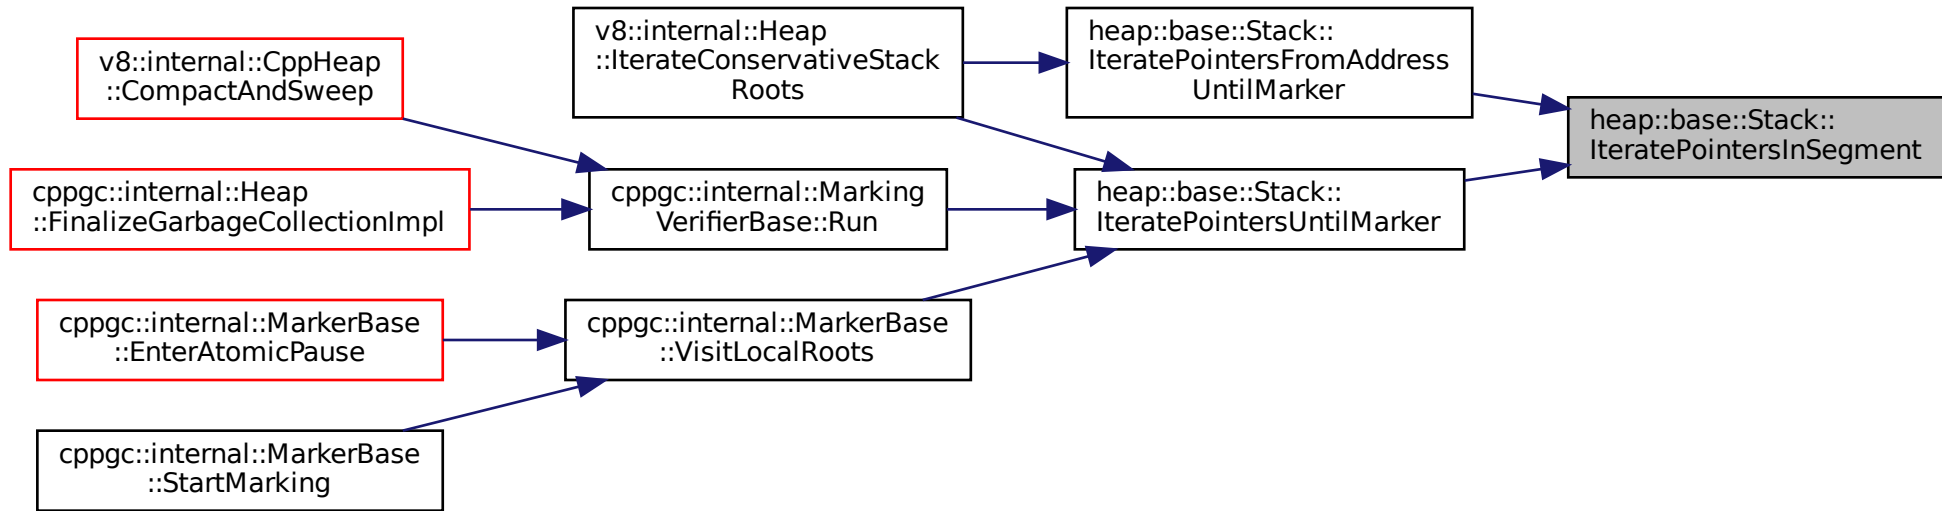 v8::internal::CppHeap
::CompactAndSweep
cppgc::internal::Heap
::FinalizeGarbageCollectionImpl
cppgc::internal::MarkerBase
::EnterAtomicPause
cppgc::internal::MarkerBase
::StartMarking
v8::internal::Heap
::IterateConservativeStack
Roots
cppgc::internal::Marking
VerifierBase::Run
cppgc::internal::MarkerBase
::VisitLocalRoots
heap::base::Stack::
IteratePointersFromAddress
UntilMarker
heap::base::Stack::
IteratePointersUntilMarker
heap::base::Stack::
IteratePointersInSegment